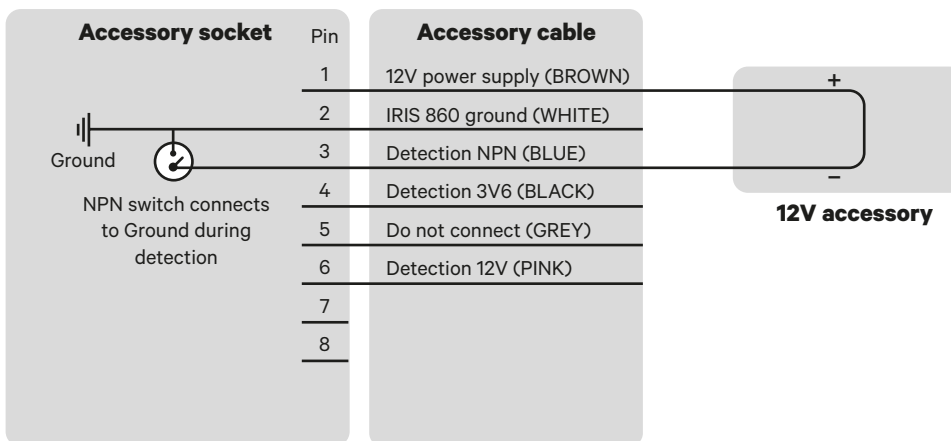 Accessory socket
Pin
Accessory cable
1
12V power supply (BROWN)
+
2
IRIS 860 ground (WHITE)
Ground
3
Detection NPN (BLUE)
–
4
Detection 3V6 (BLACK)
12V accessory
NPN switch connects
to Ground during
detection
5
Do not connect (GREY)
6
Detection 12V (PINK)
7
8